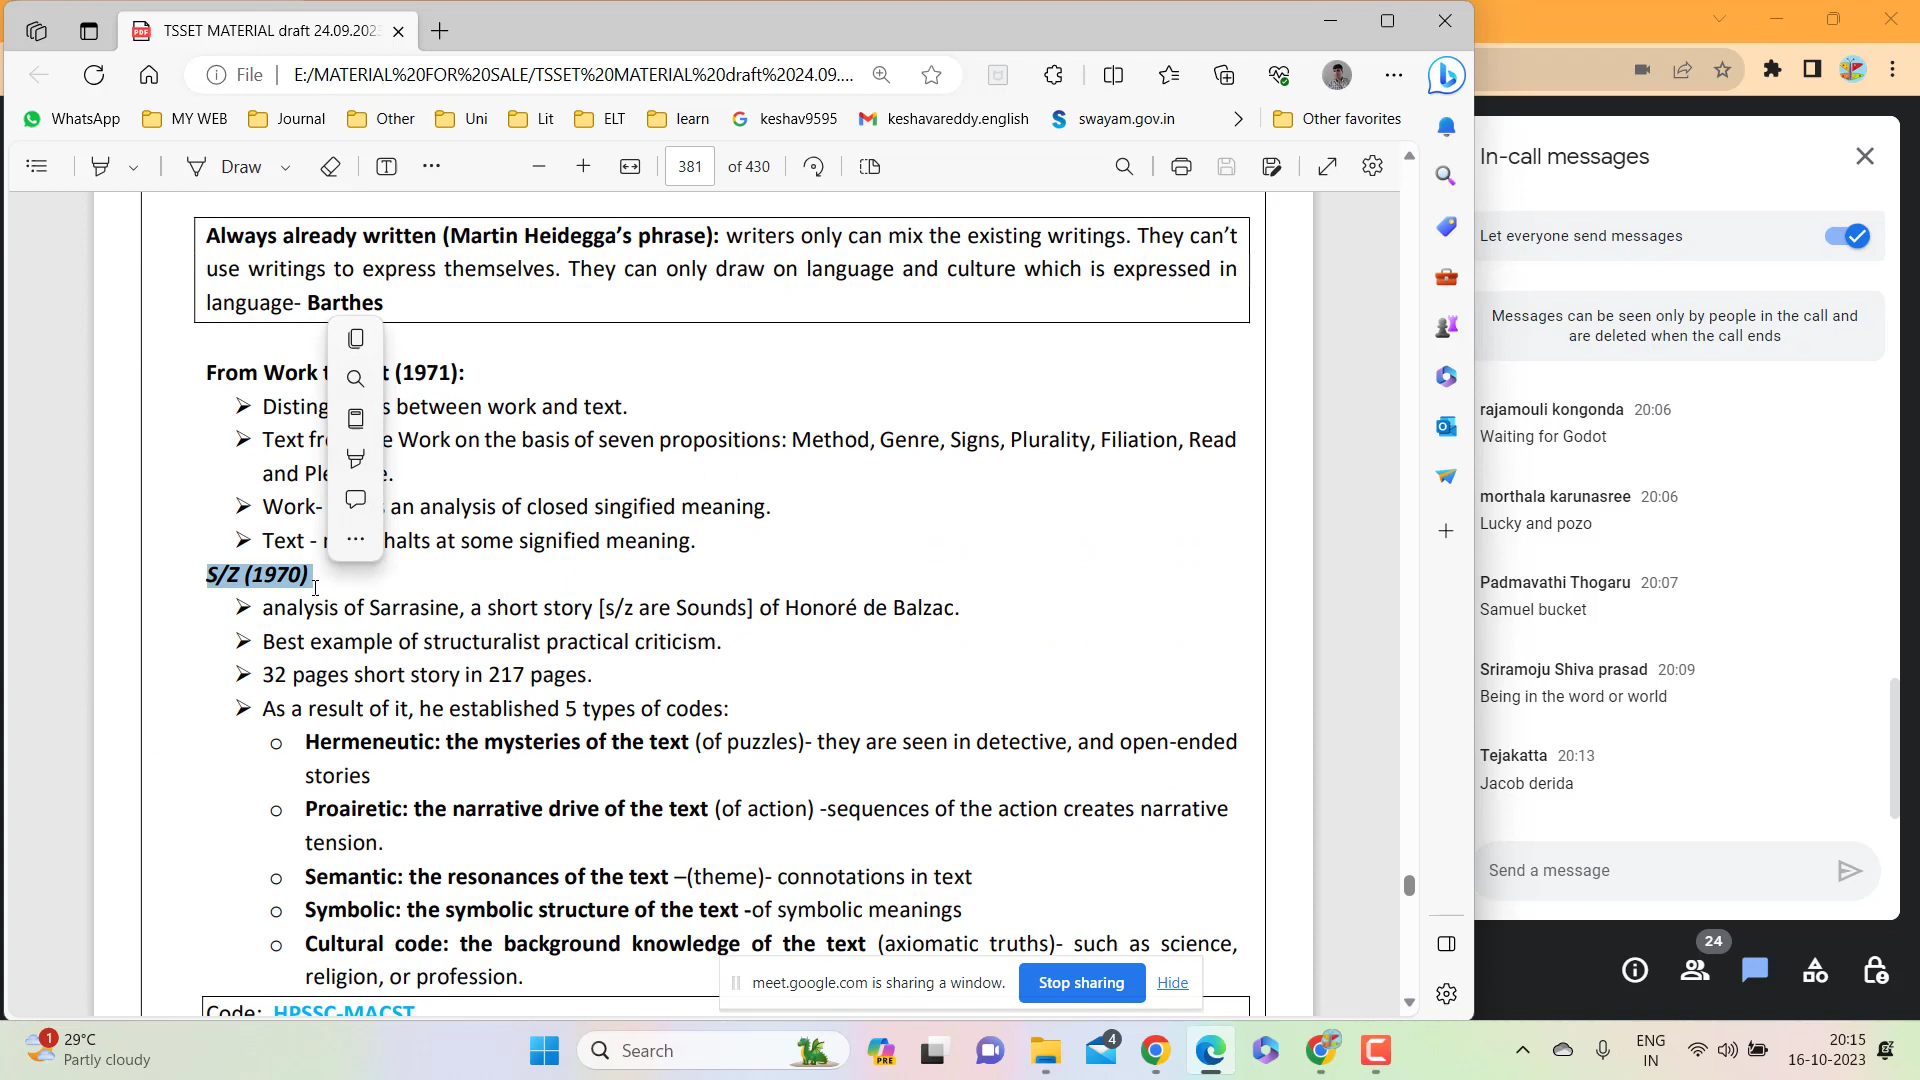 TSSET MATERIAL draft 24.09.202
File
E:/MATERIAL%20FOR%20SALE/TSSET%20MATERIAL%20draft%2024.09....
WhatsApp
MY WEB
Journal
Other
Uni
Lit
ELT
learn
keshav9595
keshavareddy.english
swayam.gov.in
Other favorites
Draw
381
of 430
Always already written (Martin Heidegga's phrase): writers only can mix the existing writings. They can't
use writings to express themselves. They can only draw on language and culture which is expressed in
language- Barthes
From Work t t (1971):
Disting s between work and text.
Text fr e Work on the basis of seven propositions: Method, Genre, Signs, Plurality, Filiation, Read
and Ple e.
Work- s an analysis of closed singified meaning.
Text - halts at some signified meaning.
S/Z (1970)
analysis of Sarrasine, a short story [s/z are Sounds] of Honoré de Balzac.
Best example of structuralist practical criticism.
32 pages short story in 217 pages.
As a result of it, he established 5 types of codes:
Hermeneutic: the mysteries of the text (of puzzles)- they are seen in detective, and open-ended
stories
Proairetic: the narrative drive of the text (of action) -sequences of the action creates narrative
tension.
Semantic: the resonances of the text –(theme)- connotations in text
Symbolic: the symbolic structure of the text -of symbolic meanings
Cultural code: the background knowledge of the text (axiomatic truths)- such as science,
religion, or profession.
Code: HPSSC-MACST
meet.google.com is sharing a window.
Stop sharing
Hide
In-call messages
Let everyone send messages
Messages can be seen only by people in the call and
are deleted when the call ends
rajamouli kongonda 20:06
Waiting for Godot
morthala karunasree 20:06
Lucky and pozo
Padmavathi Thogaru 20:07
Samuel bucket
Sriramoju Shiva prasad 20:09
Being in the word or world
Tejakatta 20:13
Jacob derida
Send a message
24
1
29°C
Partly cloudy
Search
PRE
4
ENG
IN
20:15
16-10-2023